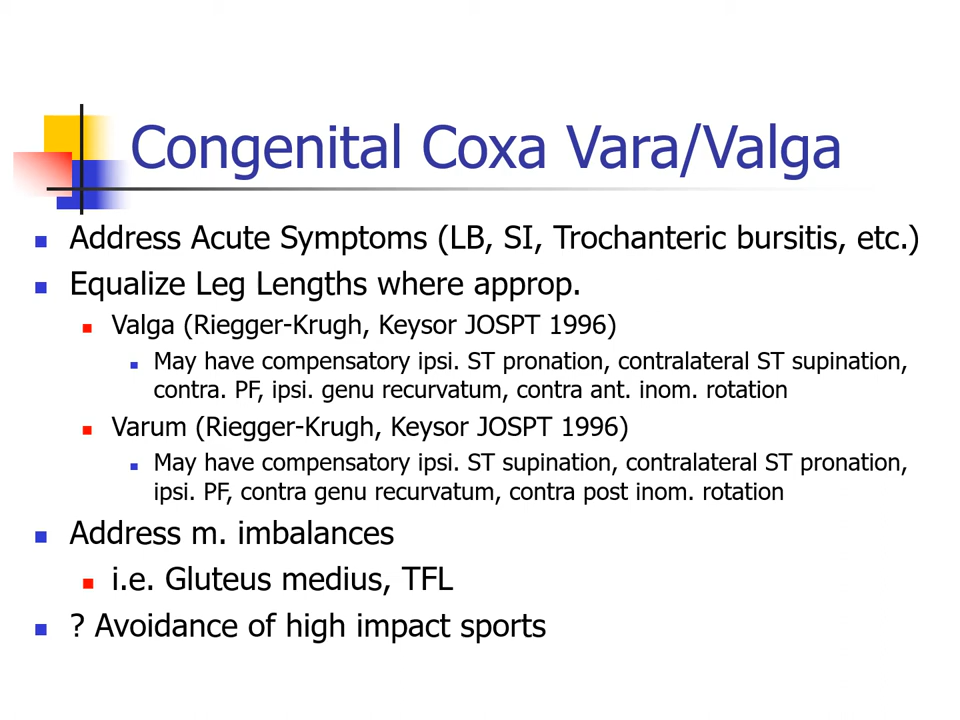 Congenital Coxa Vara/Valga
Address Acute Symptoms (LB, SI, Trochanteric bursitis, etc.)
Equalize Leg Lengths where approp.
Valga (Riegger-Krugh, Keysor JOSPT 1996)
May have compensatory ipsi. ST pronation, contralateral ST supination,
contra. PF, ipsi. genu recurvatum, contra ant. inom. rotation
Varum (Riegger-Krugh, Keysor JOSPT 1996)
May have compensatory ipsi. ST supination, contralateral ST pronation,
ipsi. PF, contra genu recurvatum, contra post inom. rotation
Address m. imbalances
i.e. Gluteus medius, TFL
? Avoidance of high impact sports